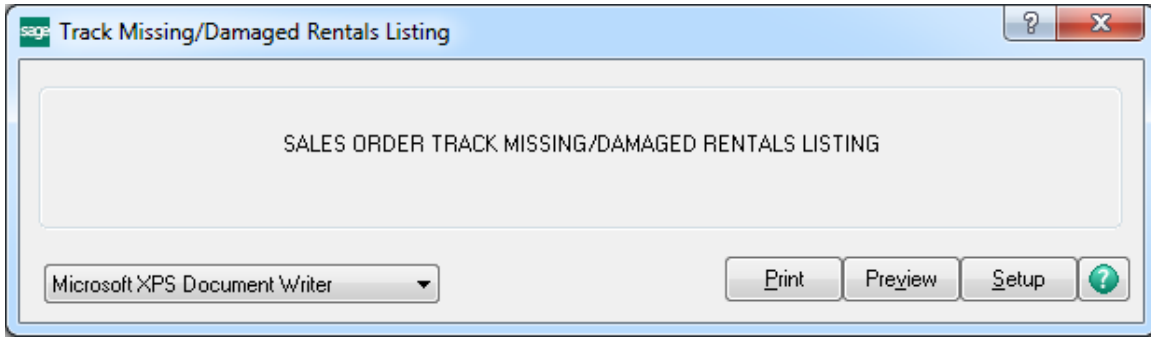 sage Track Missing/Damaged Rentals Listing
SALES ORDER TRACK MISSING/DAMAGED RENTALS LISTING
Microsoft XPS Document Writer Print Preview Setup